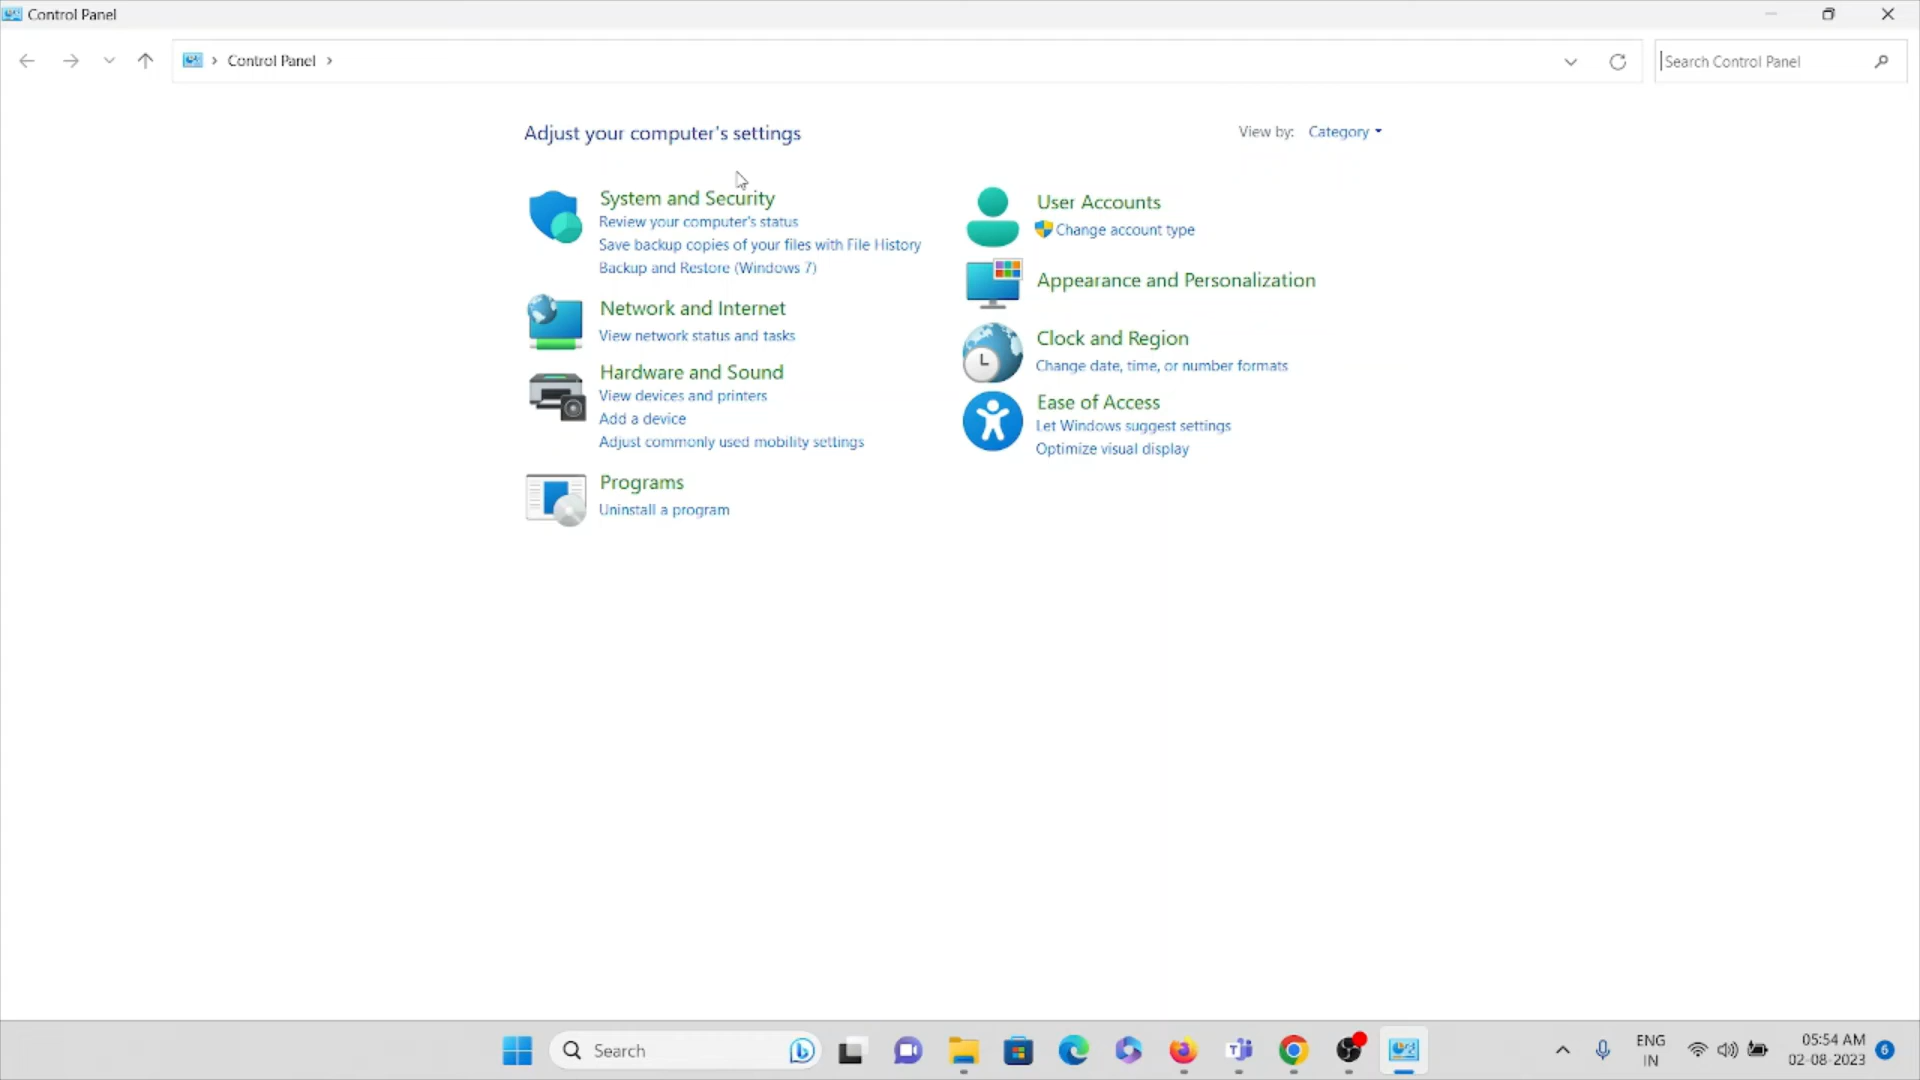 Control Panel
Control Panel
Search Control Panel
Adjust your computer's settings
View by: Category
System and Security
Review your computer's status
Save backup copies of your files with File History
Backup and Restore (Windows 7)
Network and Internet
View network status and tasks
Hardware and Sound
View devices and printers
Add a device
Adjust commonly used mobility settings
Programs
Uninstall a program
User Accounts
Change account type
Appearance and Personalization
Clock and Region
Change date, time, or number formats
Ease of Access
Let Windows suggest settings
Optimize visual display
Search
ENG
IN
05:54 AM
02-08-2023
6